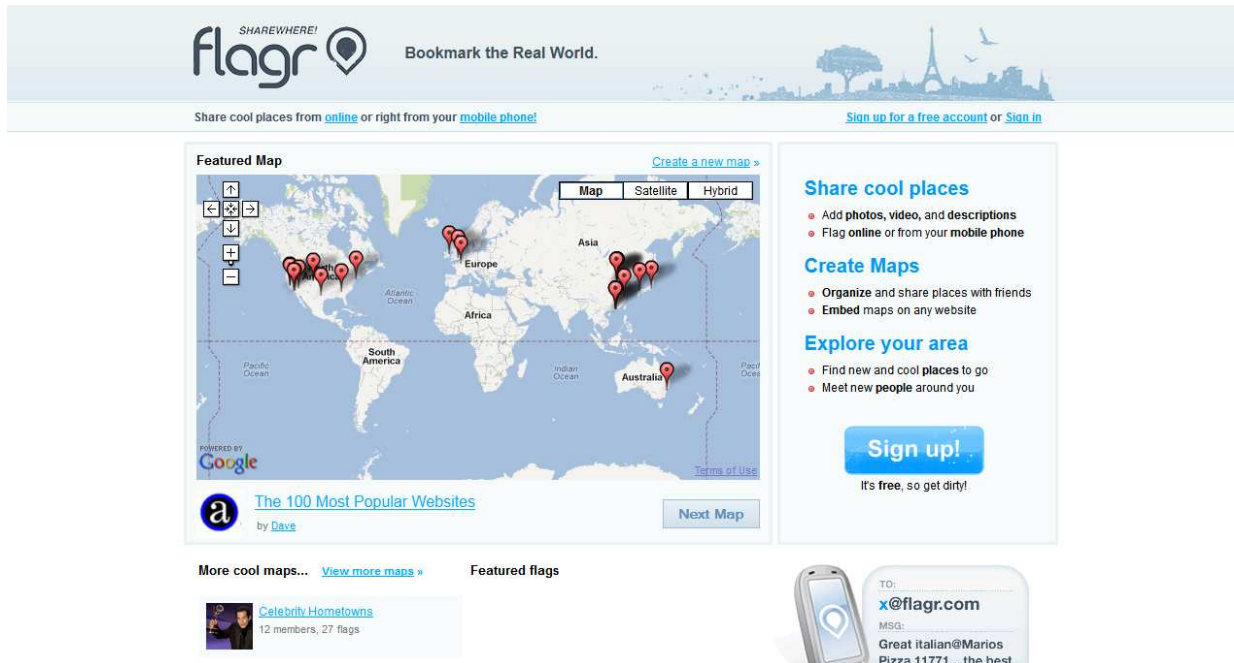 SHAREWHERE!
flagr
Bookmark the Real World.
Share cool places from online or right from your mobile phone!
Sign up for a free account or Sign in
Featured Map
Create a new map »
Map
Satellite
Hybrid
Asia
North America
Europe
Atlantic
Ocean
Africa
South
America
Pacific
Ocean
Indian
Ocean
Australia
POWERED BY
Google
Terms of Use
The 100 Most Popular Websites
by Dave
Next Map
Share cool places
Add photos, video, and descriptions
Flag online or from your mobile phone
Create Maps
Organize and share places with friends
Embed maps on any website
Explore your area
Find new and cool places to go
Meet new people around you
Sign up!
It's free, so get dirty!
More cool maps... View more maps »
Celebrity Hometowns
12 members, 27 flags
Featured flags
TO:
x@flagr.com
MSG:
Great italian@Marios
Pizza 11771... the best